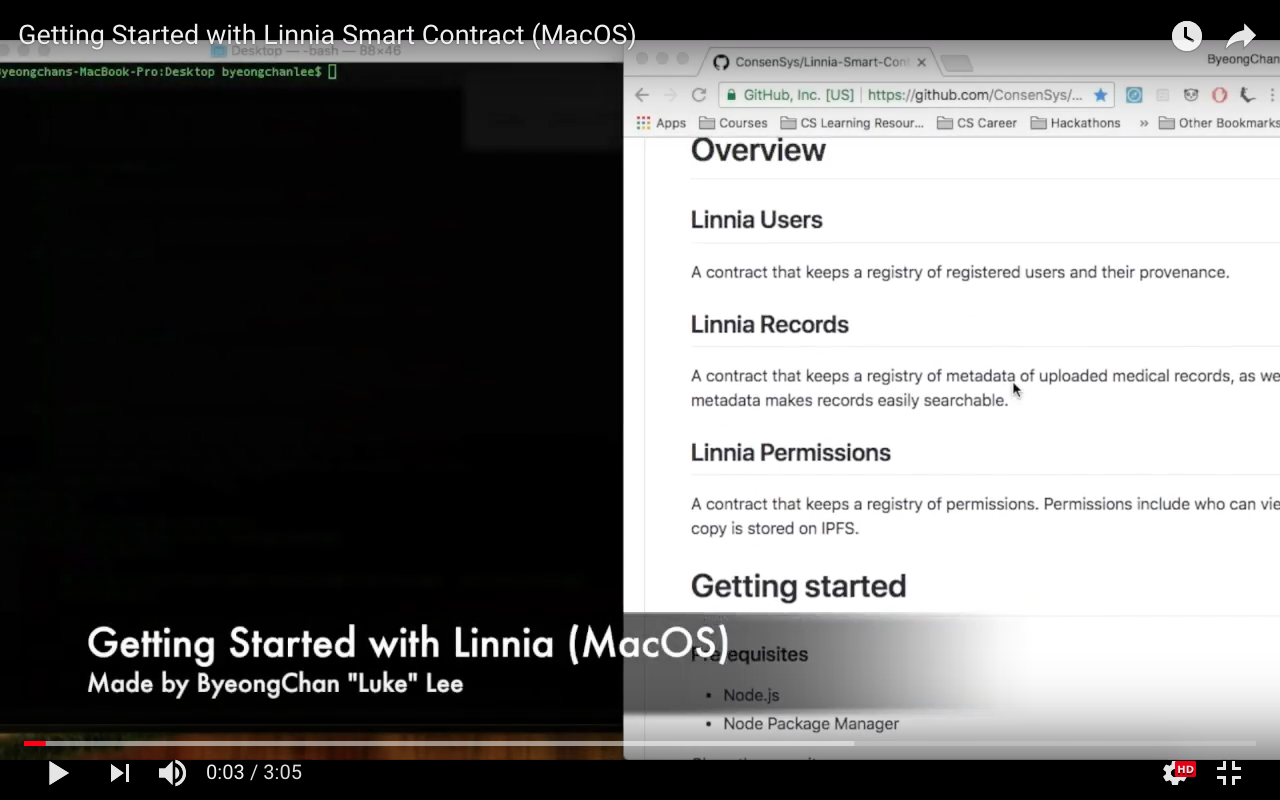 Getting Started with Linnia Smart Contract (MacOS)
Desktop — -bash — 88×46
yeongchans-MacBook-Pro:Desktop byeongchanlee$
ConsenSys/Linnia-Smart-Con
ByeongChan
GitHub, Inc. [US] https://github.com/ConsenSys/...
Apps Courses CS Learning Resour... CS Career Hackathons » Other Bookmarks
Overview
Linnia Users
A contract that keeps a registry of registered users and their provenance.
Linnia Records
A contract that keeps a registry of metadata of uploaded medical records, as we
metadata makes records easily searchable.
Linnia Permissions
A contract that keeps a registry of permissions. Permissions include who can vie
copy is stored on IPFS.
Getting started
Getting Started with Linnia (MacOS)
Prerequisites
Made by ByeongChan "Luke" Lee
• Node.js
• Node Package Manager
0:03 / 3:05
HD